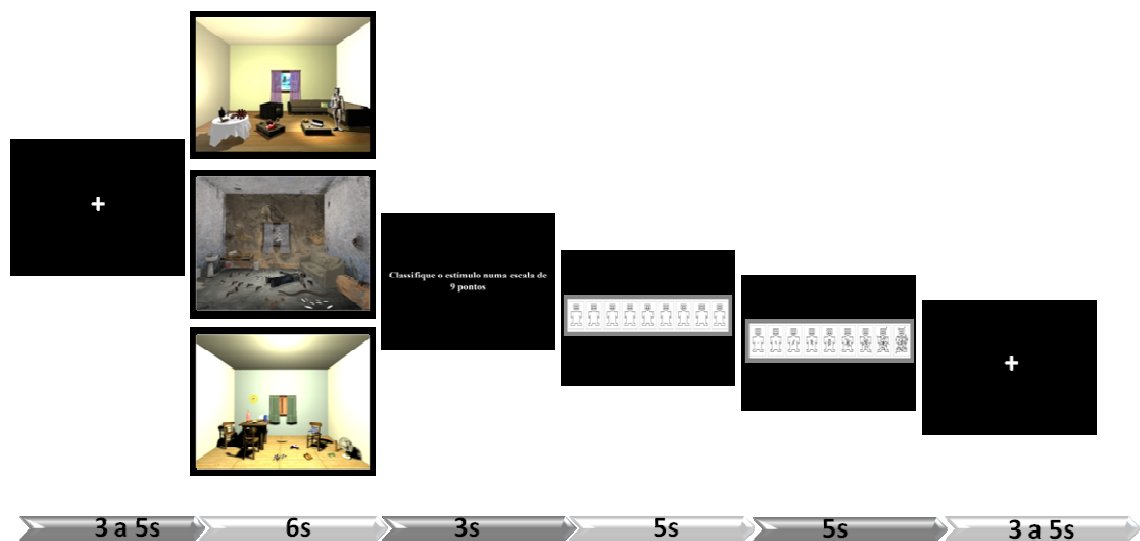 Classifique o estímulo numa escala de
9 pontos
3 a 5s
6s
3s
5s
5s
3 a 5s